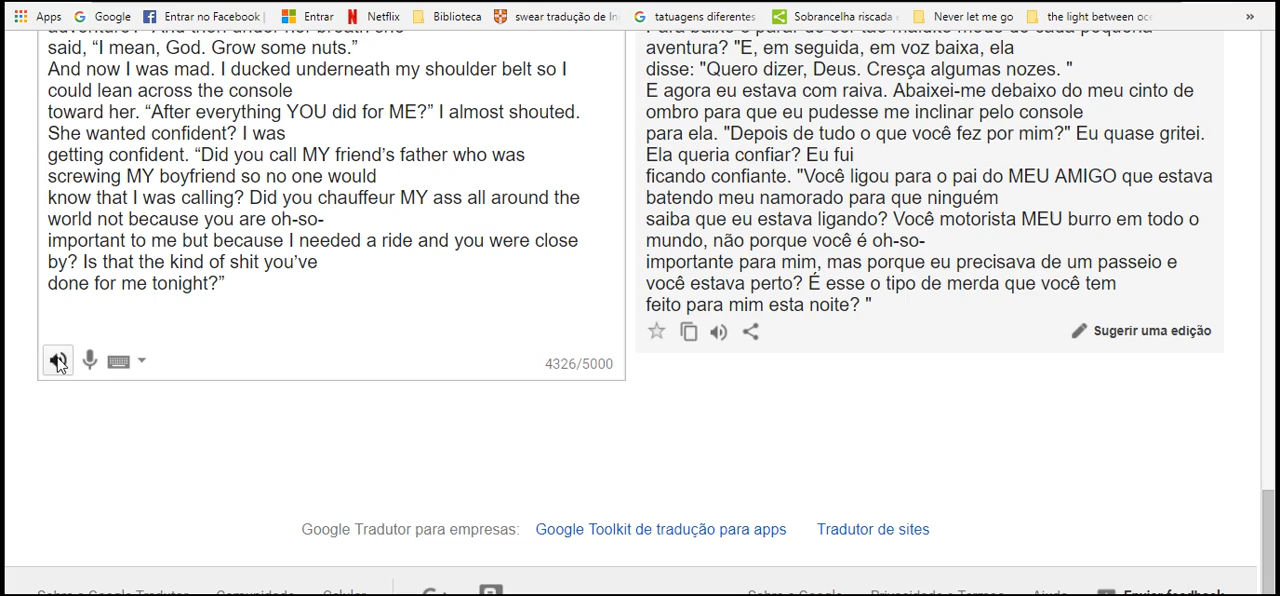 Apps Google Entrar no Facebook Entrar Netflix Biblioteca swear tradução de In tatuagens diferentes Sobrancelha riscada Never let me go the light between oce »
said, “I mean, God. Grow some nuts.”
And now I was mad. I ducked underneath my shoulder belt so I
could lean across the console
toward her. “After everything YOU did for ME?” I almost shouted.
She wanted confident? I was
getting confident. “Did you call MY friend’s father who was
screwing MY boyfriend so no one would
know that I was calling? Did you chauffeur MY ass all around the
world not because you are oh-so-
important to me but because I needed a ride and you were close
by? Is that the kind of shit you’ve
done for me tonight?”
4326/5000
aventura? "E, em seguida, em voz baixa, ela
disse: "Quero dizer, Deus. Cresça algumas nozes. "
E agora eu estava com raiva. Abaixei-me debaixo do meu cinto de
ombro para que eu pudesse me inclinar pelo console
para ela. "Depois de tudo o que você fez por mim?" Eu quase gritei.
Ela queria confiar? Eu fui
ficando confiante. "Você ligou para o pai do MEU AMIGO que estava
batendo meu namorado para que ninguém
saiba que eu estava ligando? Você motorista MEU burro em todo o
mundo, não porque você é oh-so-
importante para mim, mas porque eu precisava de um passeio e
você estava perto? É esse o tipo de merda que você tem
feito para mim esta noite? "
Sugerir uma edição
Google Tradutor para empresas: Google Toolkit de tradução para apps Tradutor de sites